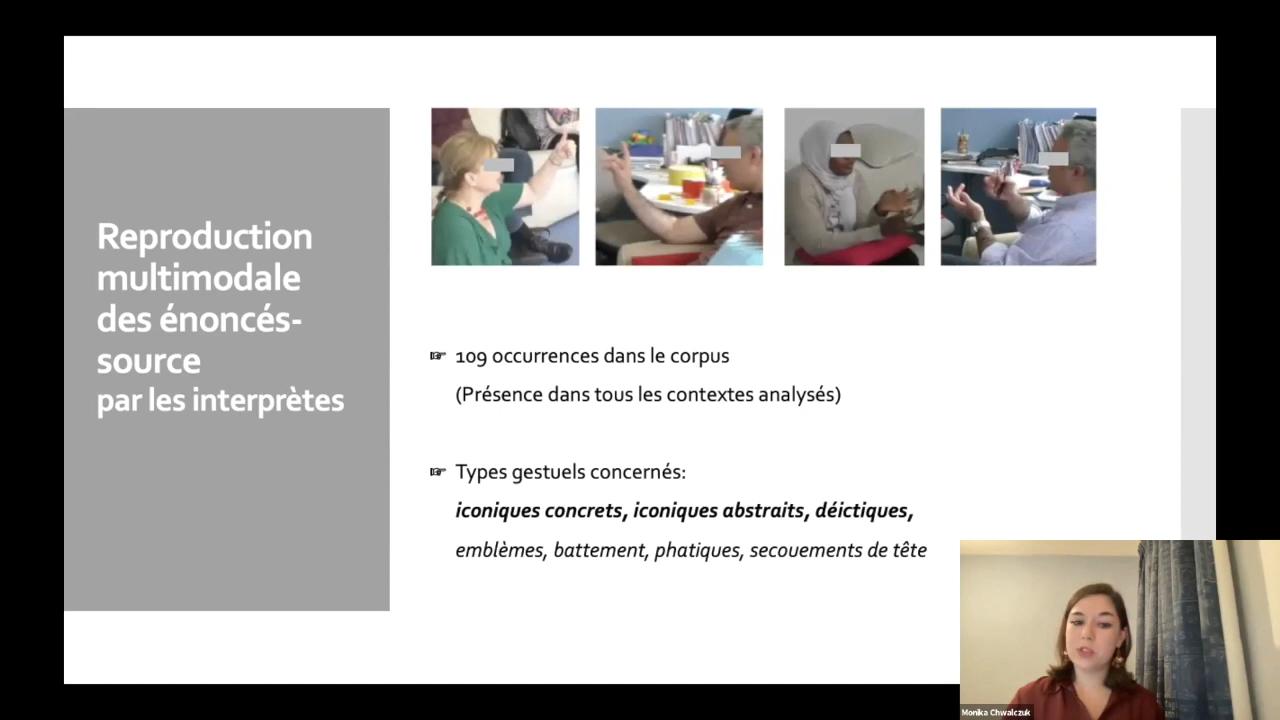 Reproduction
multimodale
des énoncés-
source
par les interprètes
☞ 109 occurrences dans le corpus
(Présence dans tous les contextes analysés)
☞ Types gestuels concernés:
iconiques concrets, iconiques abstraits, déictiques,
emblèmes, battement, phatiques, secouements de tête
Monika Chwalczuk